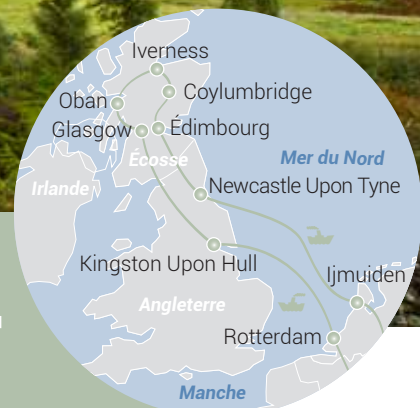 Iverness
Coylumbridge
Oban
Glasgow
Édimbourg
Écosse
Mer du Nord
Irlande
Newcastle Upon Tyne
Kingston Upon Hull
Ijmuiden
Angleterre
Rotterdam
Manche